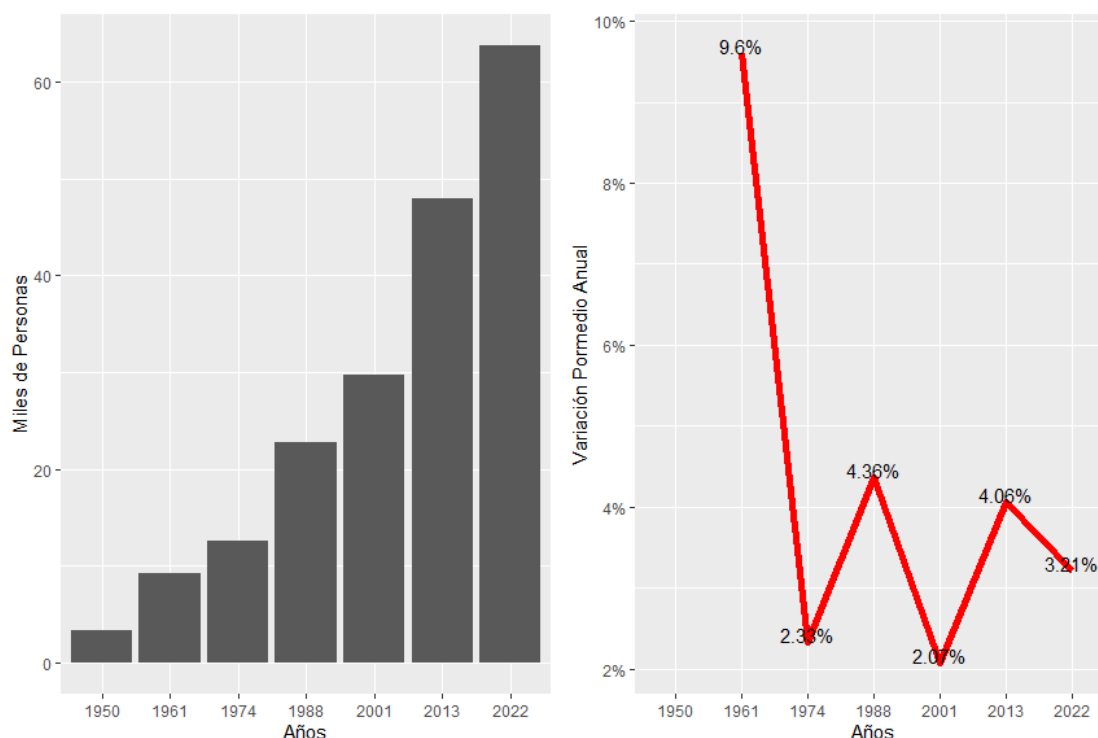 Miles de Personas
60
40
20
0
1950 1961 1974 1988 2001 2013 2022
Años
Variación Pormedio Anual
10%
8%
6%
4%
2%
9.6%
2.33%
4.36%
2.07%
4.06%
3.21%
1950 1961 1974 1988 2001 2013 2022
Años